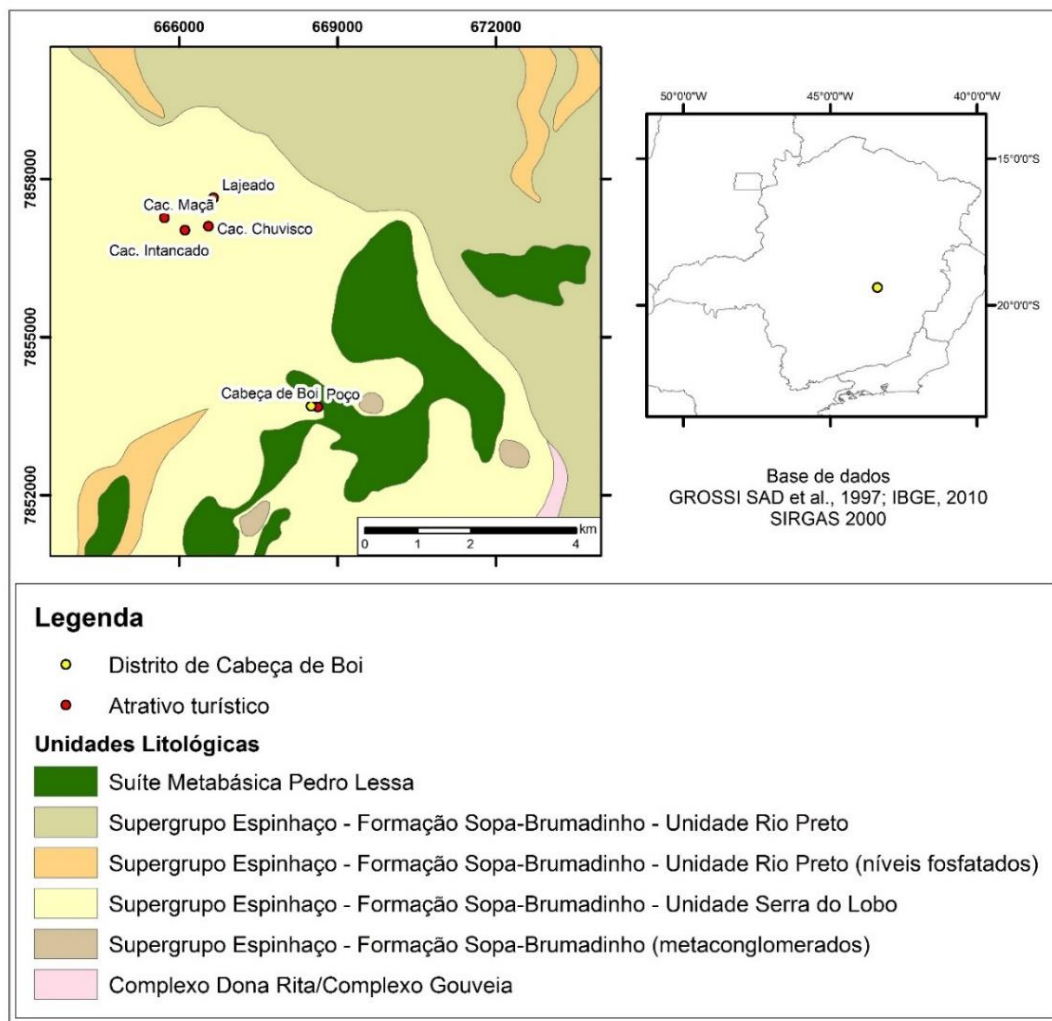 666000
669000
672000
7858000
7855000
7852000
Lajeado
Cac. Maçã
Cac. Chuvisco
Cac. Intancado
Cabeça de Boi
Poço
km
0
1
2
4
50°0'0"W
45°0'0"W
40°0'0"W
15°0'0"S
20°0'0"S
Base de dados
GROSSI SAD et al., 1997; IBGE, 2010
SIRGAS 2000
Legenda
Distrito de Cabeça de Boi
Atrativo turístico
Unidades Litológicas
Suíte Metabásica Pedro Lessa
Supergrupo Espinhaço - Formação Sopa-Brumadinho - Unidade Rio Preto
Supergrupo Espinhaço - Formação Sopa-Brumadinho - Unidade Rio Preto (níveis fosfatados)
Supergrupo Espinhaço - Formação Sopa-Brumadinho - Unidade Serra do Lobo
Supergrupo Espinhaço - Formação Sopa-Brumadinho (metaconglomerados)
Complexo Dona Rita/Complexo Gouveia